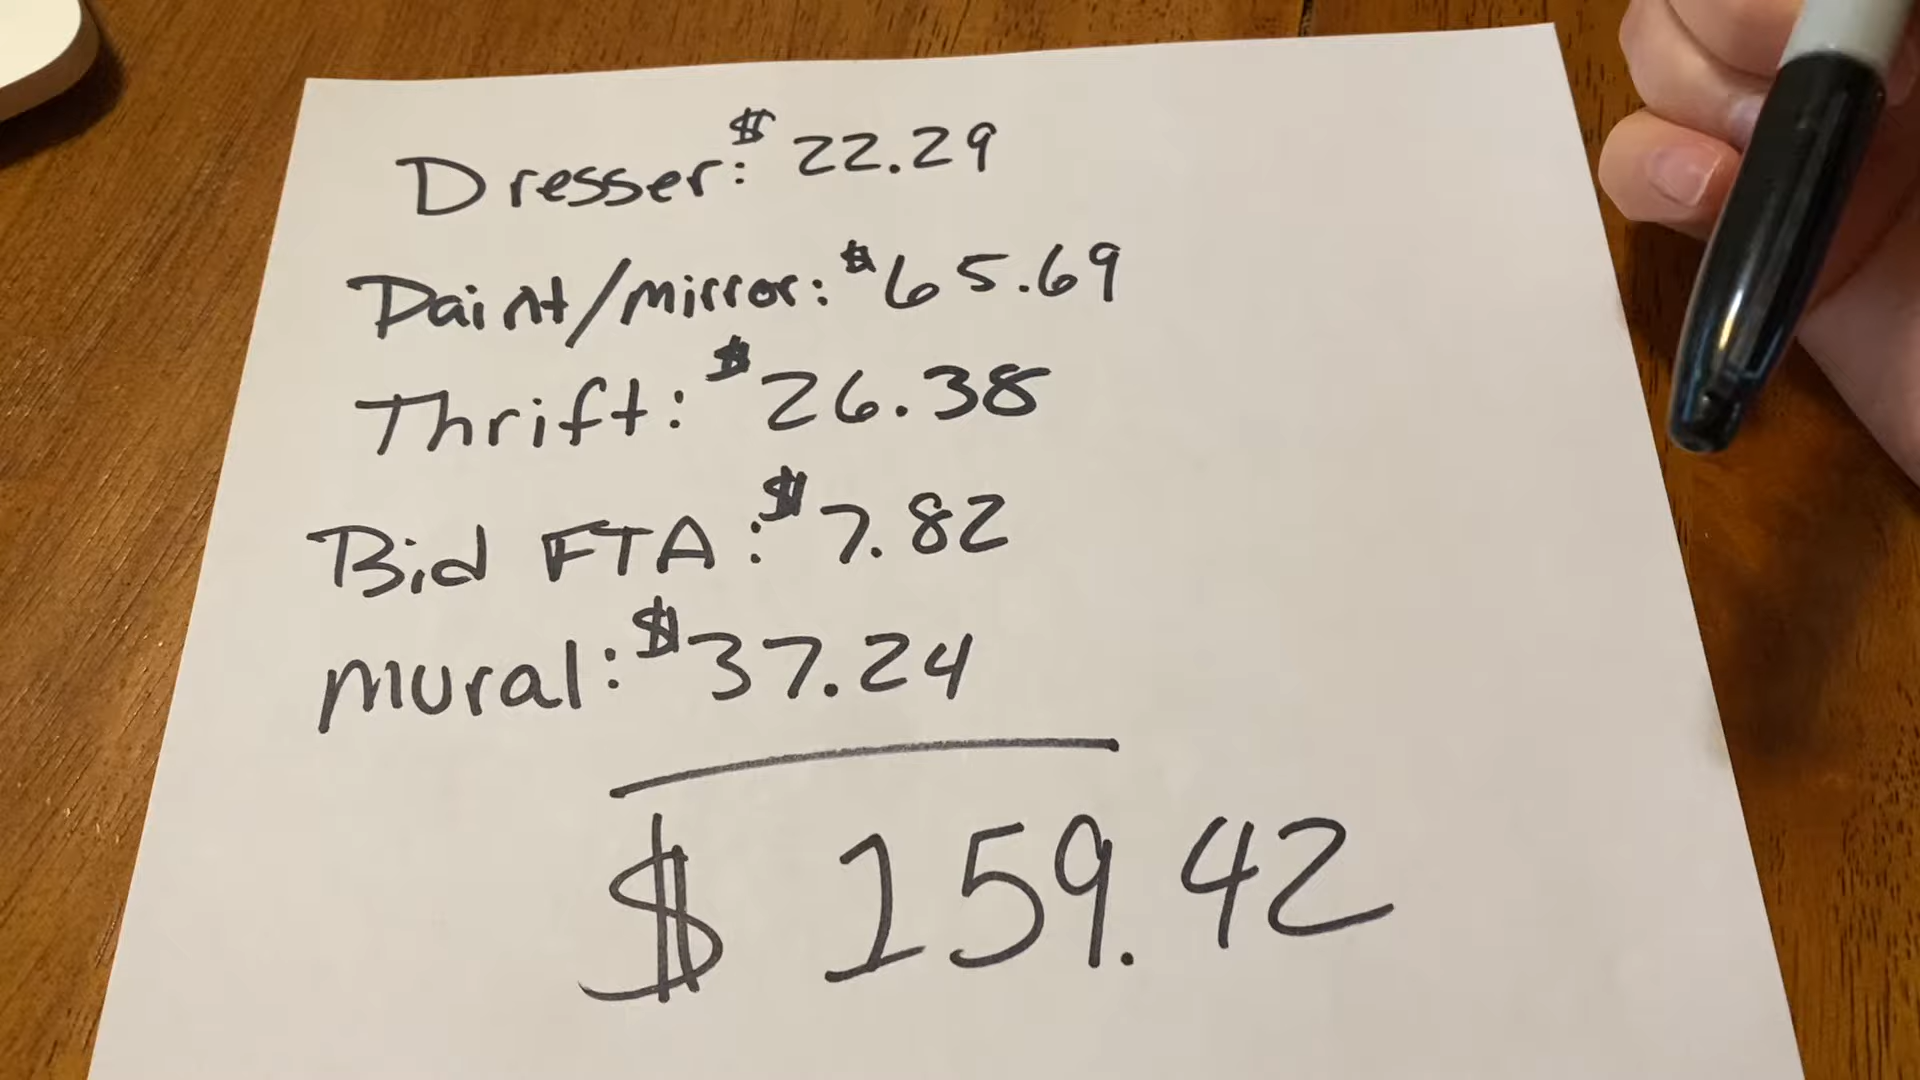 Dresser: $22.29
Paint/mirror: $65.69
Thrift: $26.38
Bid FTA: $7.82
mural: $37.24
$159.42